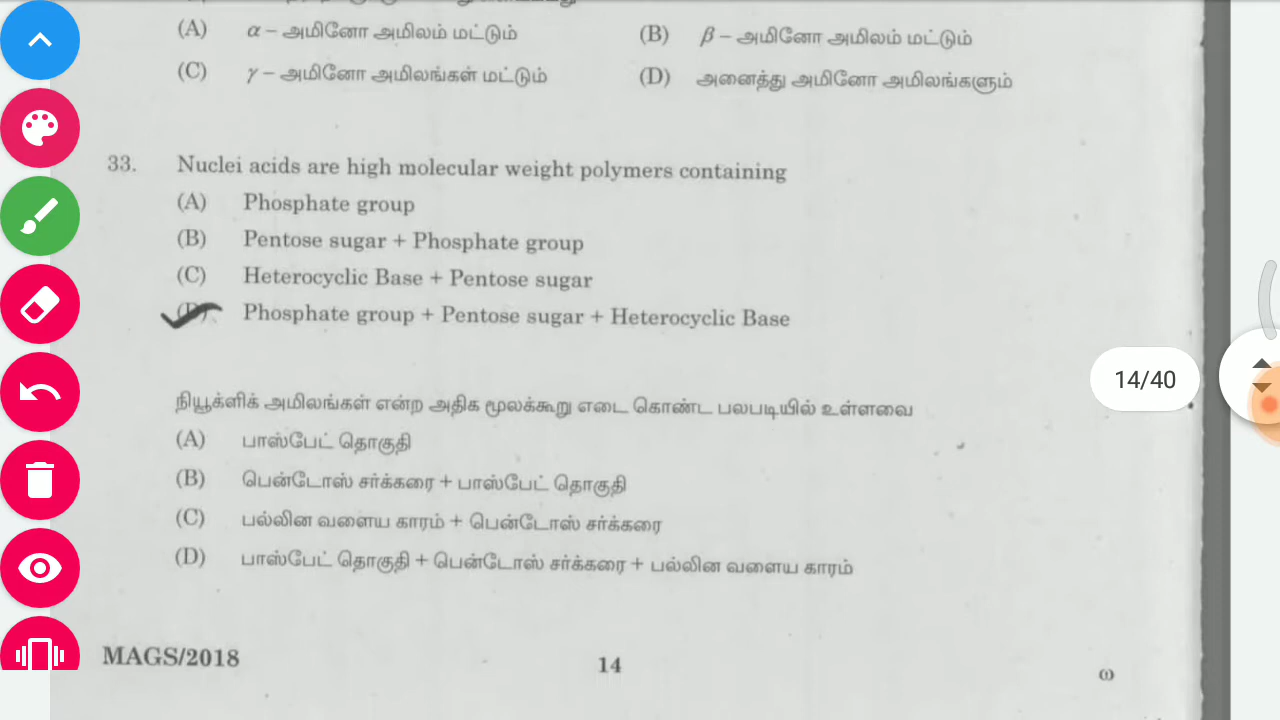 (A) α – அமினோ அமிலம் மட்டும் (B) β – அமினோ அமிலம் மட்டும்
(C) γ – அமினோ அமிலங்கள் மட்டும் (D) அனைத்து அமினோ அமிலங்களும்
33. Nuclei acids are high molecular weight polymers containing
(A) Phosphate group
(B) Pentose sugar + Phosphate group
(C) Heterocyclic Base + Pentose sugar
(D) Phosphate group + Pentose sugar + Heterocyclic Base
14/40
நியூக்ளிக் அமிலங்கள் என்ற அதிக மூலக்கூறு எடை கொண்ட பலபடியில் உள்ளவை
(A) பாஸ்பேட் தொகுதி
(B) பென்டோஸ் சர்க்கரை + பாஸ்பேட் தொகுதி
(C) பல்லின வளைய காரம் + பென்டோஸ் சர்க்கரை
(D) பாஸ்பேட் தொகுதி + பென்டோஸ் சர்க்கரை + பல்லின வளைய காரம்
MAGS/2018 14 ω